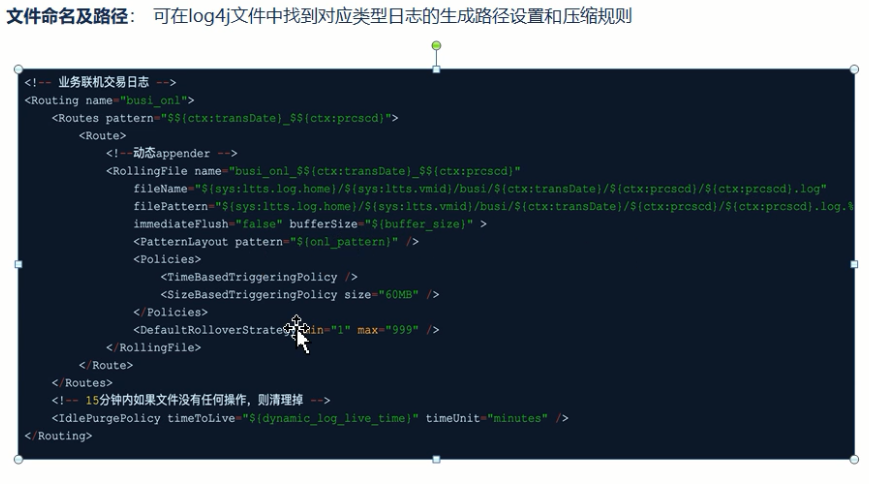 文件命名及路径： 可在log4j文件中找到对应类型日志的生成路径设置和压缩规则
<!-- 业务联机交易日志 -->
<Routing name="busi_onl">
<Routes pattern="$${ctx:transDate}_$${ctx:prcscd}">
<Route>
<!--动态appender -->
<RollingFile name="busi_onl_$${ctx:transDate}_$${ctx:prcscd}"
fileName="${sys:ltts.log.home}/${sys:ltts.vmid}/busi/${ctx:transDate}/${ctx:prcscd}/${ctx:prcscd}.log"
filePattern="${sys:ltts.log.home}/${sys:ltts.vmid}/busi/${ctx:transDate}/${ctx:prcscd}/${ctx:prcscd}.log.%
immediateFlush="false" bufferSize="${buffer_size}" >
<PatternLayout pattern="${onl_pattern}" />
<Policies>
<TimeBasedTriggeringPolicy />
<SizeBasedTriggeringPolicy size="60MB" />
</Policies>
<DefaultRolloverStrategy min="1" max="999" />
</RollingFile>
</Route>
</Routes>
<!-- 15分钟内如果文件没有任何操作，则清理掉 -->
<IdlePurgePolicy timeToLive="${dynamic_log_live_time}" timeUnit="minutes" />
</Routing>